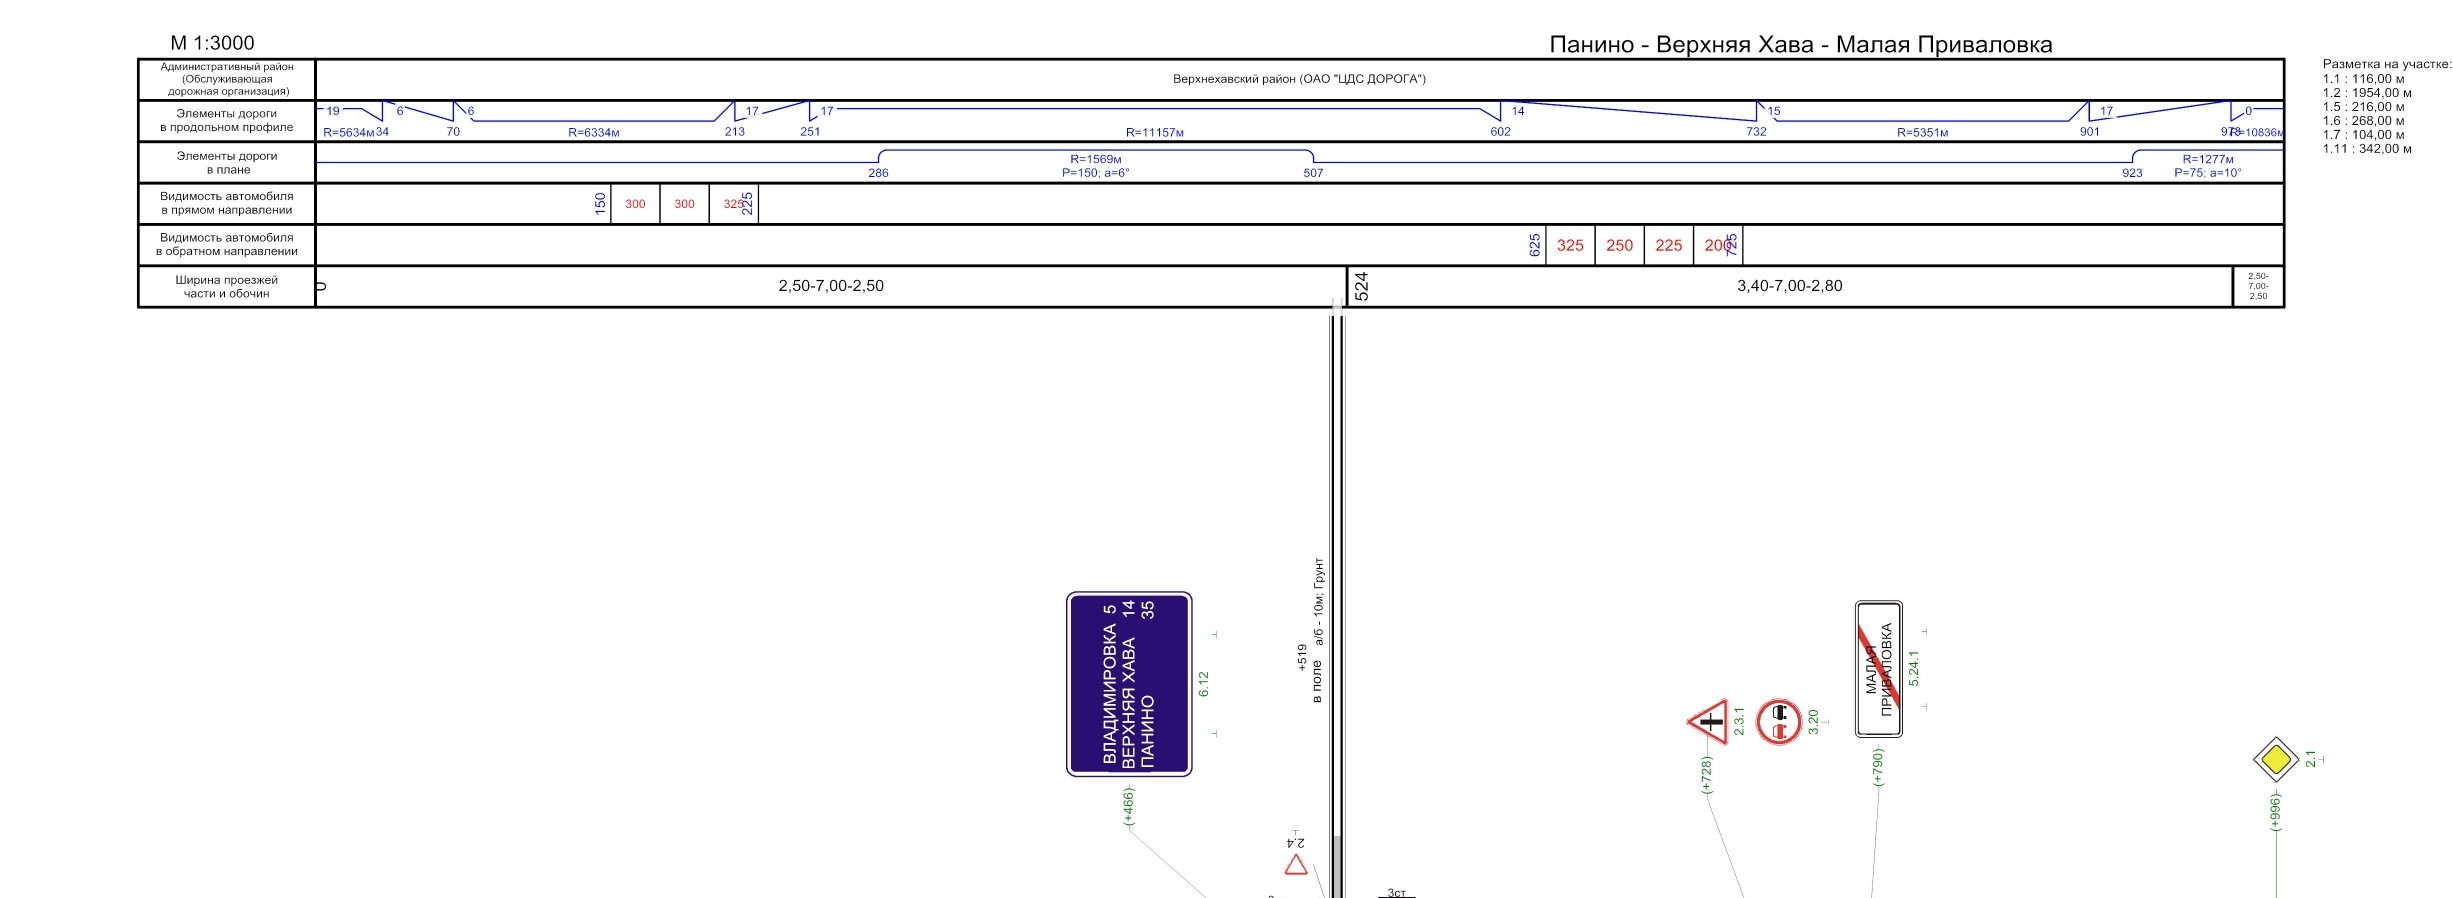 М 1:3000
Панино - Верхняя Хава - Малая Приваловка
Административный район
(Обслуживающая
дорожная организация)
Верхнехавский район (ОАО "ЦДС ДОРОГА")
Элементы дороги
в продольном профиле
19 6 6 17 17 14 15 17 0
R=5634м 34 70 R=6334м 213 251 R=11157м 602 732 R=5351м 901 R=10836м
Элементы дороги
в плане
R=1569м R=1277м
286 P=150; a=6° 507 923 P=75; a=10°
Видимость автомобиля
в прямом направлении
150 300 300 325 225
Видимость автомобиля
в обратном направлении
625 325 250 225 200 725
Ширина проезжей
части и обочин
0 2,50-7,00-2,50 524 3,40-7,00-2,80
2,50-
7,00-
2,50
Разметка на участке:
1.1 : 116,00 м
1.2 : 1954,00 м
1.5 : 216,00 м
1.6 : 268,00 м
1.7 : 104,00 м
1.11 : 342,00 м
ВЛАДИМИРОВКА 5
ВЕРХНЯЯ ХАВА 14
ПАНИНО 35
6.12
(+466)
+519
в поле а/б - 10м; Грунт
2.4
3ст
2.3.1
(+728)
3.20
МАЛАЯ
ПРИВАЛОВКА
5.24.1
(+790)
2.1
(+996)